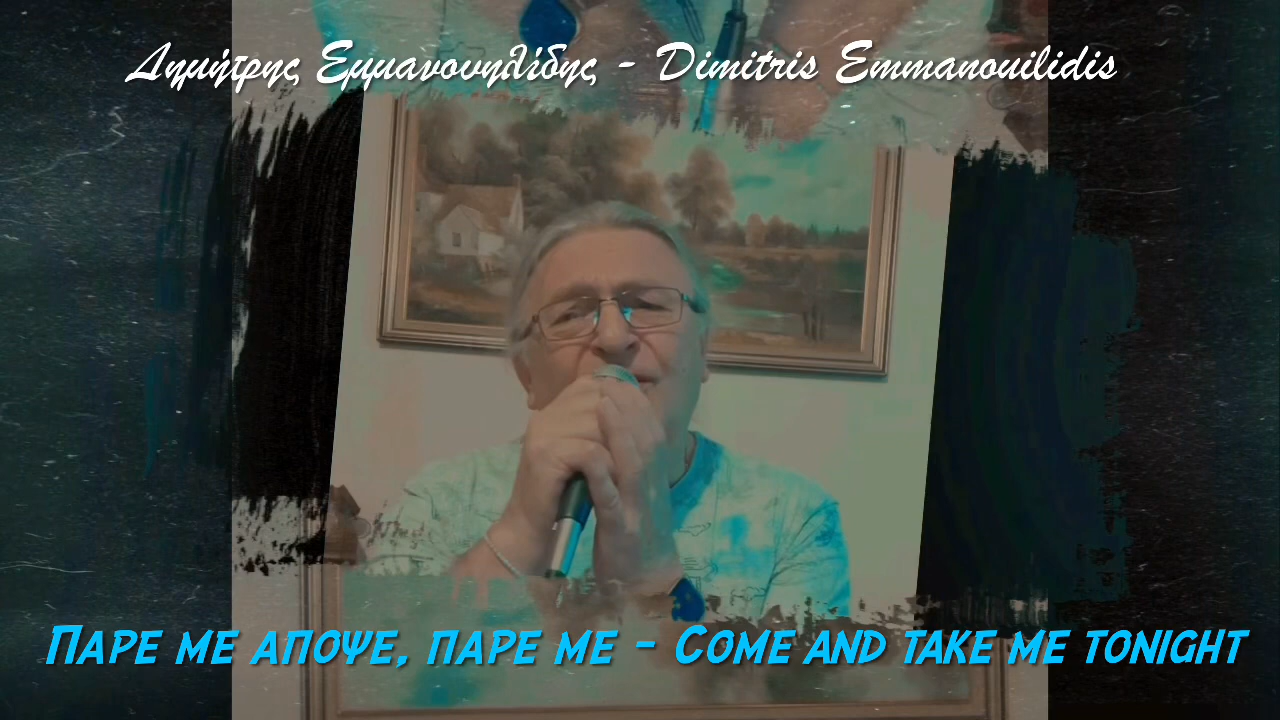 Δημήτρης Εμμανουηλίδης - Dimitris Emmanouilidis
Παρε με αποψε, παρε με - Come and take me tonight